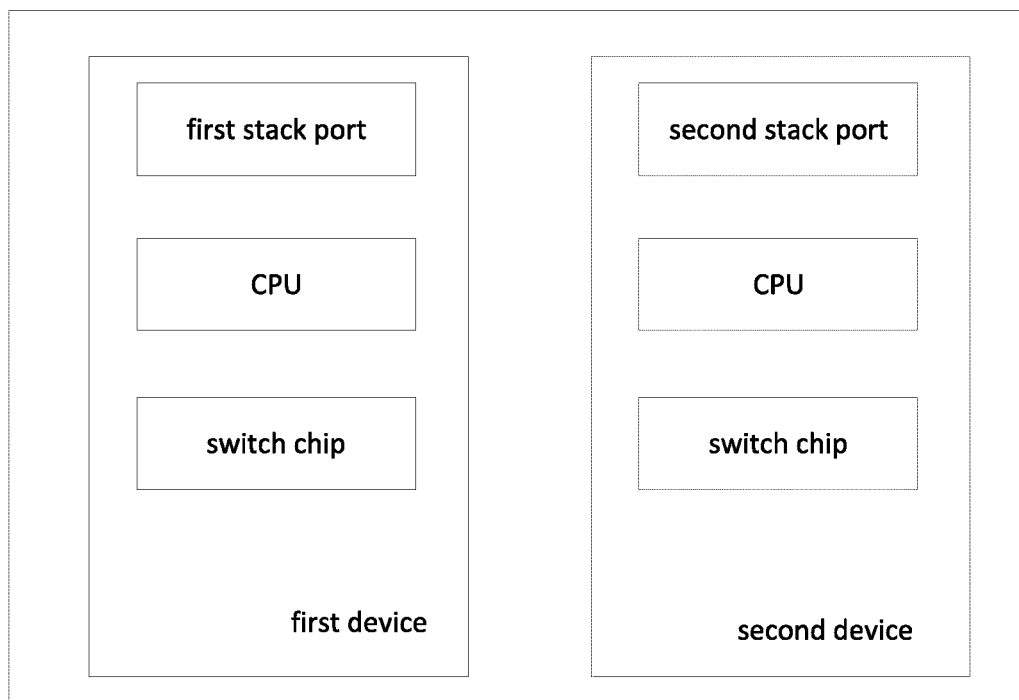 first stack port
CPU
switch chip
first device
second stack port
CPU
switch chip
second device